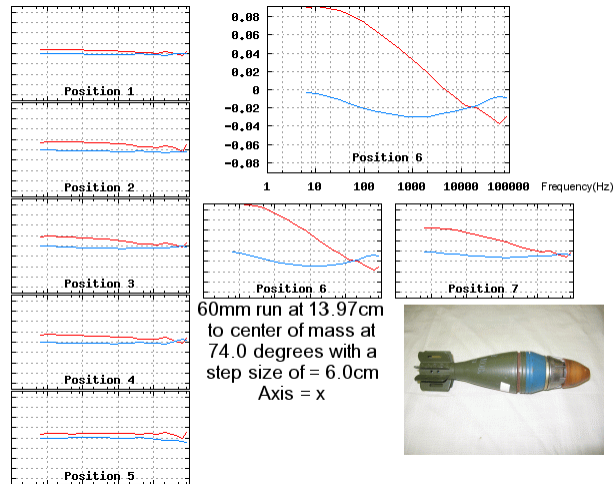 Position 1
Position 2
Position 3
Position 4
Position 5
0.08
0.06
0.04
0.02
0
-0.02
-0.04
-0.06
-0.08
Position 6
1 10 100 1000 10000 100000 Frequency(Hz)
Position 6
Position 7
60mm run at 13.97cm
to center of mass at
74.0 degrees with a
step size of = 6.0cm
Axis = x